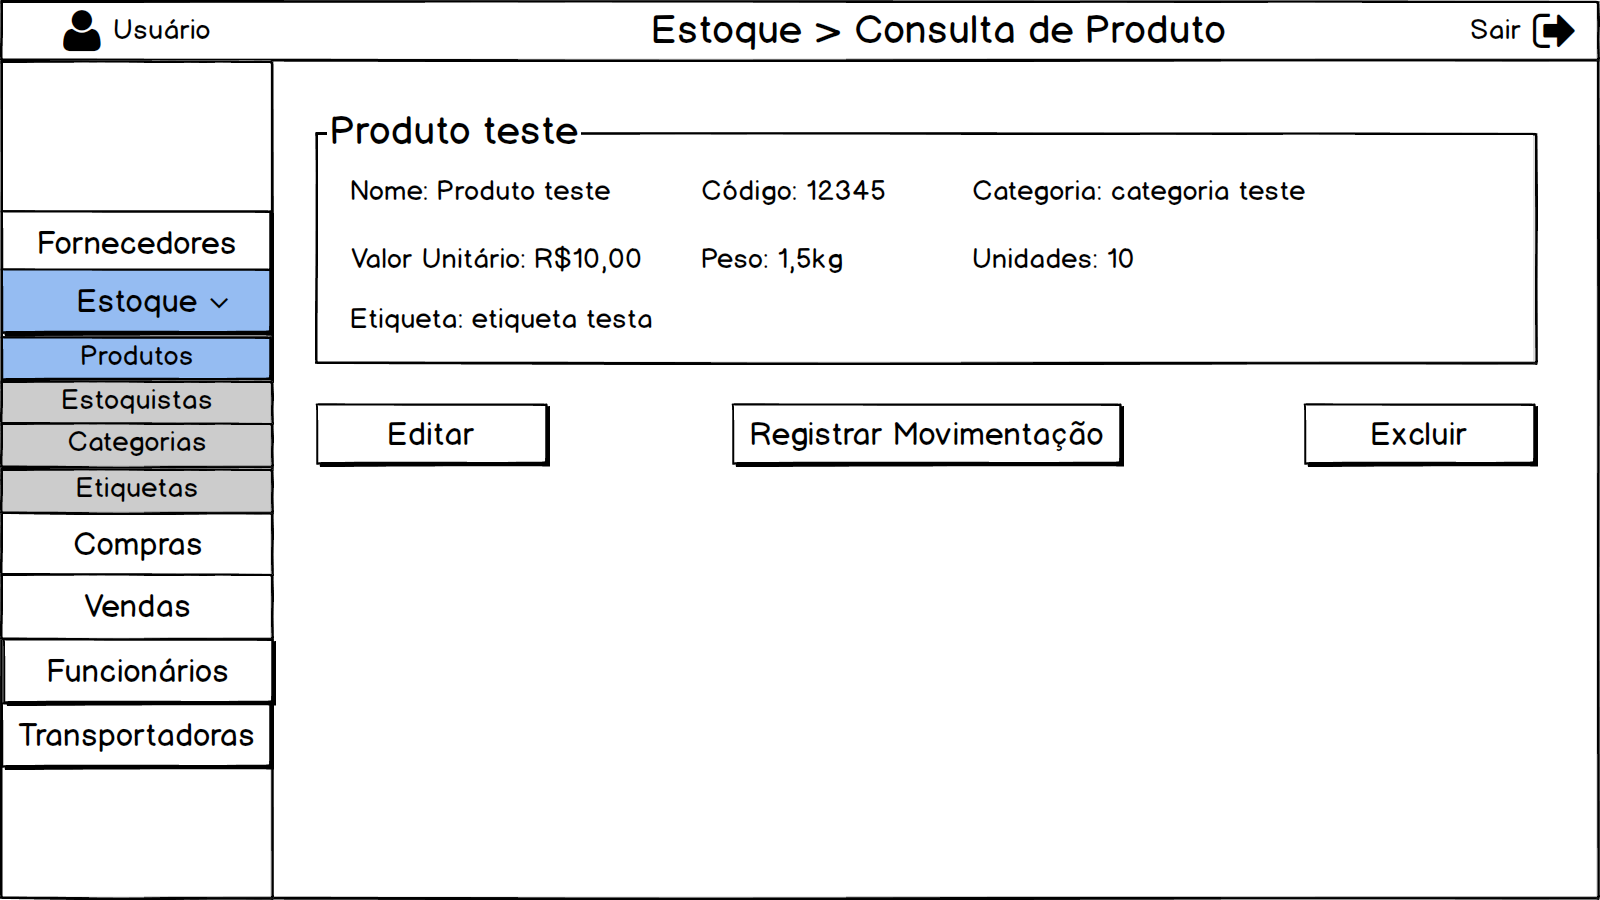 Usuário
Estoque > Consulta de Produto
Sair
Fornecedores
Estoque
Produtos
Estoquistas
Categorias
Etiquetas
Compras
Vendas
Funcionários
Transportadoras
Produto teste
Nome: Produto teste
Código: 12345
Categoria: categoria teste
Valor Unitário: R$10,00
Peso: 1,5kg
Unidades: 10
Etiqueta: etiqueta testa
Editar
Registrar Movimentação
Excluir